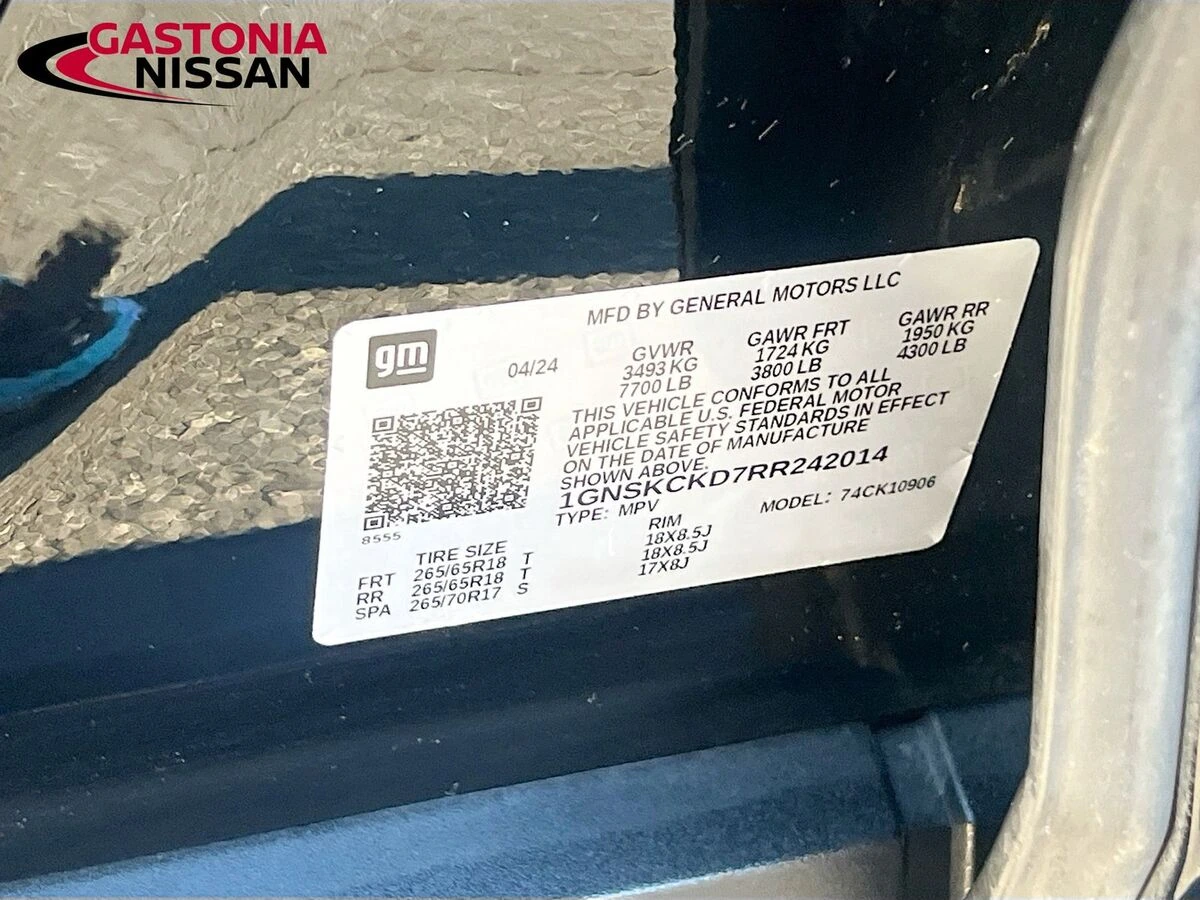 GASTONIA
NISSAN
MFD BY GENERAL MOTORS LLC
gm
04/24
GVWR
3493 KG
7700 LB
GAWR FRT
1724 KG
3800 LB
GAWR RR
1950 KG
4300 LB
THIS VEHICLE CONFORMS TO ALL
APPLICABLE U.S. FEDERAL MOTOR
VEHICLE SAFETY STANDARDS IN EFFECT
ON THE DATE OF MANUFACTURE
SHOWN ABOVE.
1GNSKCKD7RR242014
TYPE: MPV
MODEL: 74CK10906
8555
TIRE SIZE RIM
FRT 265/65R18 T 18X8.5J
RR 265/65R18 T 18X8.5J
SPA 265/70R17 S 17X8J